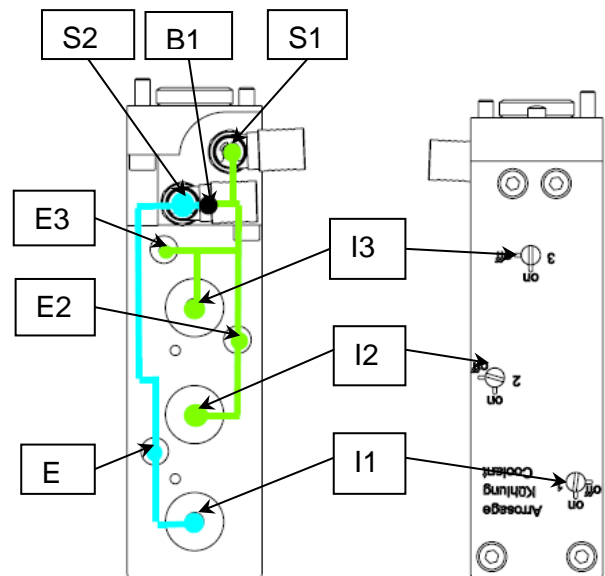 S2
B1
S1
E3
I3
off
3
on
E2
I2
off
2
on
E
I1
1
off
on
Coolant
Kühlung
Arrosage